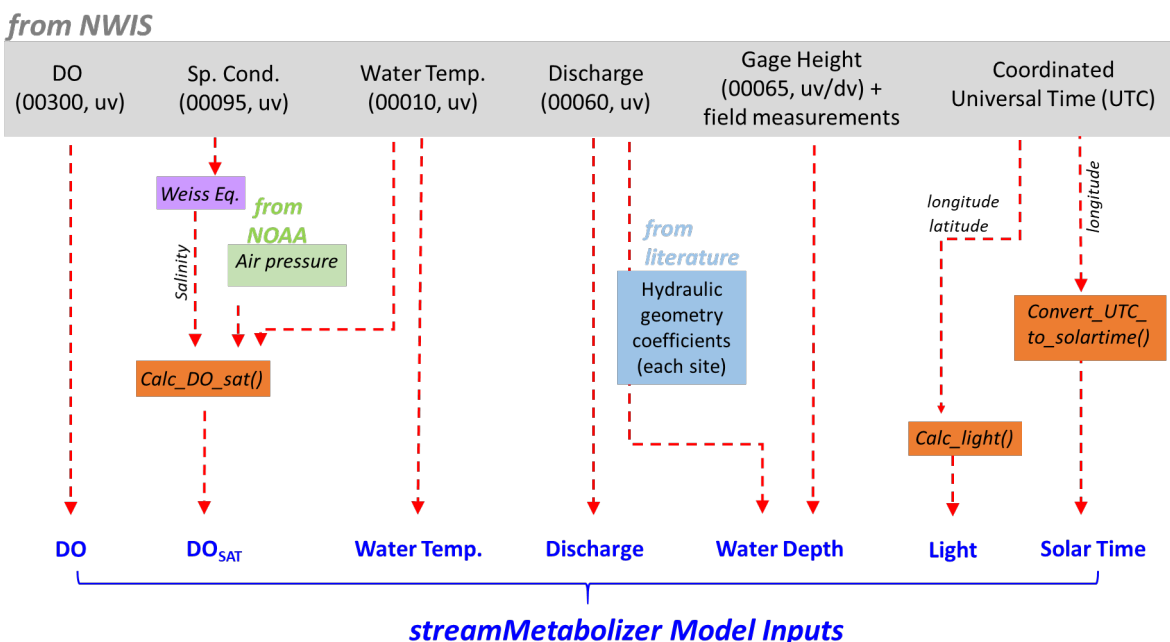 from NWIS
DO
(00300, uv)
Sp. Cond.
(00095, uv)
Water Temp.
(00010, uv)
Discharge
(00060, uv)
Gage Height
(00065, uv/dv) +
field measurements
Coordinated
Universal Time (UTC)
Weiss Eq.
from
NOAA
Air pressure
Salinity
from
literature
Hydraulic
geometry
coefficients
(each site)
longitude
latitude
longitude
Convert_UTC_
to_solartime()
Calc_DO_sat()
Calc_light()
DO
DOSAT
Water Temp.
Discharge
Water Depth
Light
Solar Time
streamMetabolizer Model Inputs